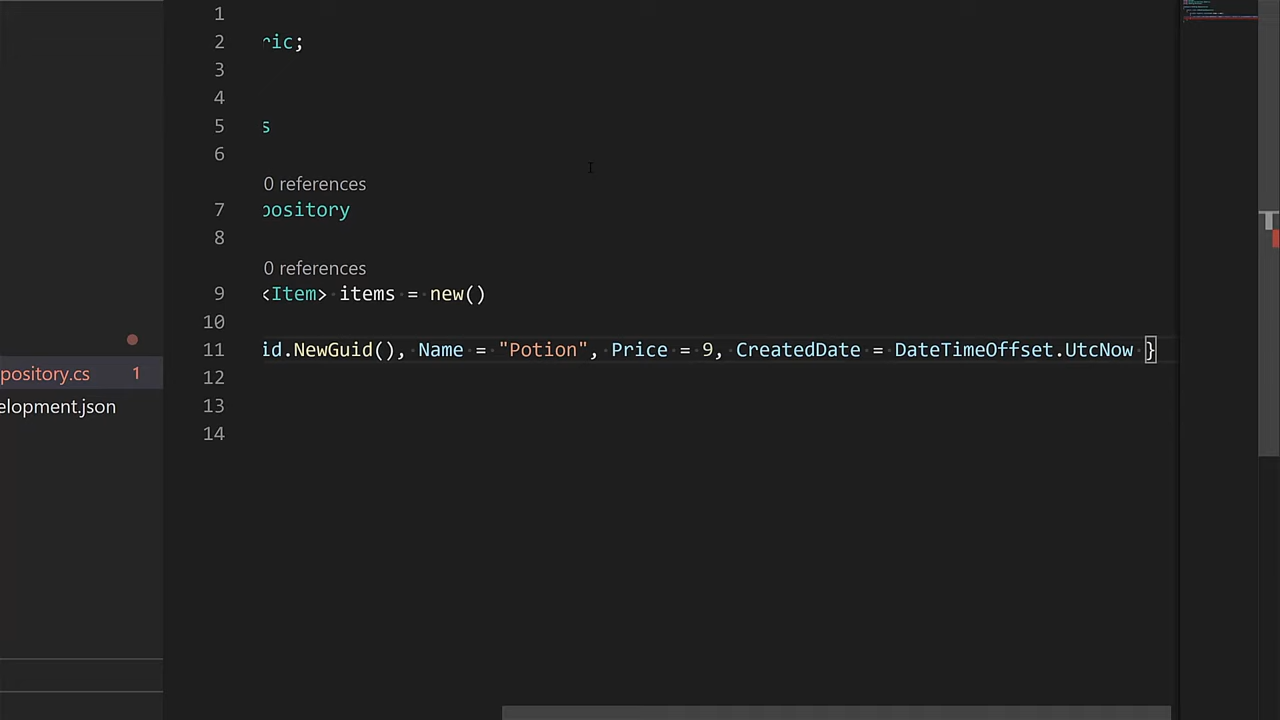 1
2 ric;
3
4
5 s
6
0 references
7 pository
8
0 references
9 <Item> items = new()
10
11 id.NewGuid(), Name = "Potion", Price = 9, CreatedDate = DateTimeOffset.UtcNow }
12
13
14
pository.cs 1
elopment.json